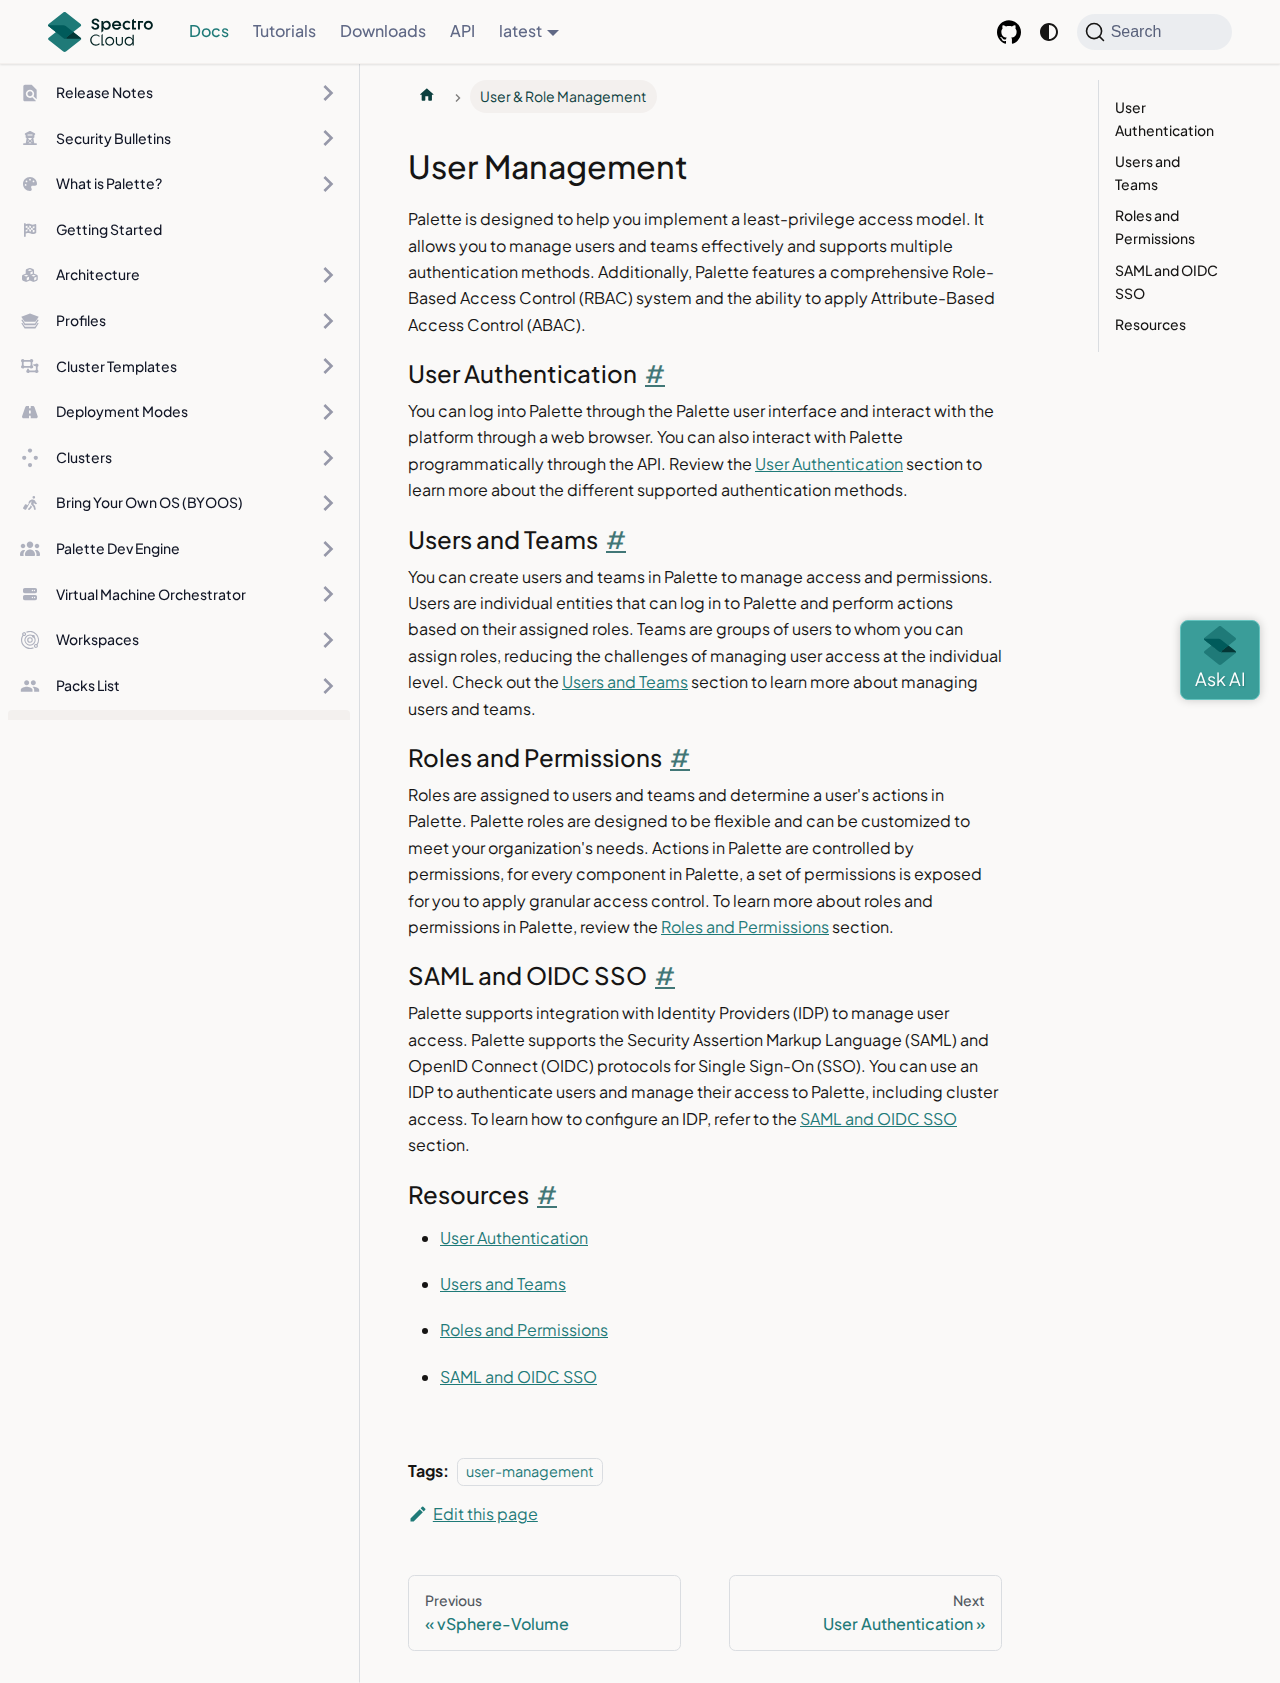 Spectro Cloud
Docs
Tutorials
Downloads
API
latest
Search
Release Notes
Security Bulletins
What is Palette?
Getting Started
Architecture
Profiles
Cluster Templates
Deployment Modes
Clusters
Bring Your Own OS (BYOOS)
Palette Dev Engine
Virtual Machine Orchestrator
Workspaces
Packs List
User & Role Management
User Management
Palette is designed to help you implement a least-privilege access model. It
allows you to manage users and teams effectively and supports multiple
authentication methods. Additionally, Palette features a comprehensive Role-
Based Access Control (RBAC) system and the ability to apply Attribute-Based
Access Control (ABAC).
User Authentication #
You can log into Palette through the Palette user interface and interact with the
platform through a web browser. You can also interact with Palette
programmatically through the API. Review the User Authentication section to
learn more about the different supported authentication methods.
Users and Teams #
You can create users and teams in Palette to manage access and permissions.
Users are individual entities that can log in to Palette and perform actions
based on their assigned roles. Teams are groups of users to whom you can
assign roles, reducing the challenges of managing user access at the individual
level. Check out the Users and Teams section to learn more about managing
users and teams.
Roles and Permissions #
Roles are assigned to users and teams and determine a user's actions in
Palette. Palette roles are designed to be flexible and can be customized to
meet your organization's needs. Actions in Palette are controlled by
permissions, for every component in Palette, a set of permissions is exposed
for you to apply granular access control. To learn more about roles and
permissions in Palette, review the Roles and Permissions section.
SAML and OIDC SSO #
Palette supports integration with Identity Providers (IDP) to manage user
access. Palette supports the Security Assertion Markup Language (SAML) and
OpenID Connect (OIDC) protocols for Single Sign-On (SSO). You can use an
IDP to authenticate users and manage their access to Palette, including cluster
access. To learn how to configure an IDP, refer to the SAML and OIDC SSO
section.
Resources #
User Authentication
Users and Teams
Roles and Permissions
SAML and OIDC SSO
Tags: user-management
Edit this page
Previous
« vSphere-Volume
Next
User Authentication »
User
Authentication
Users and
Teams
Roles and
Permissions
SAML and OIDC
SSO
Resources
Ask AI